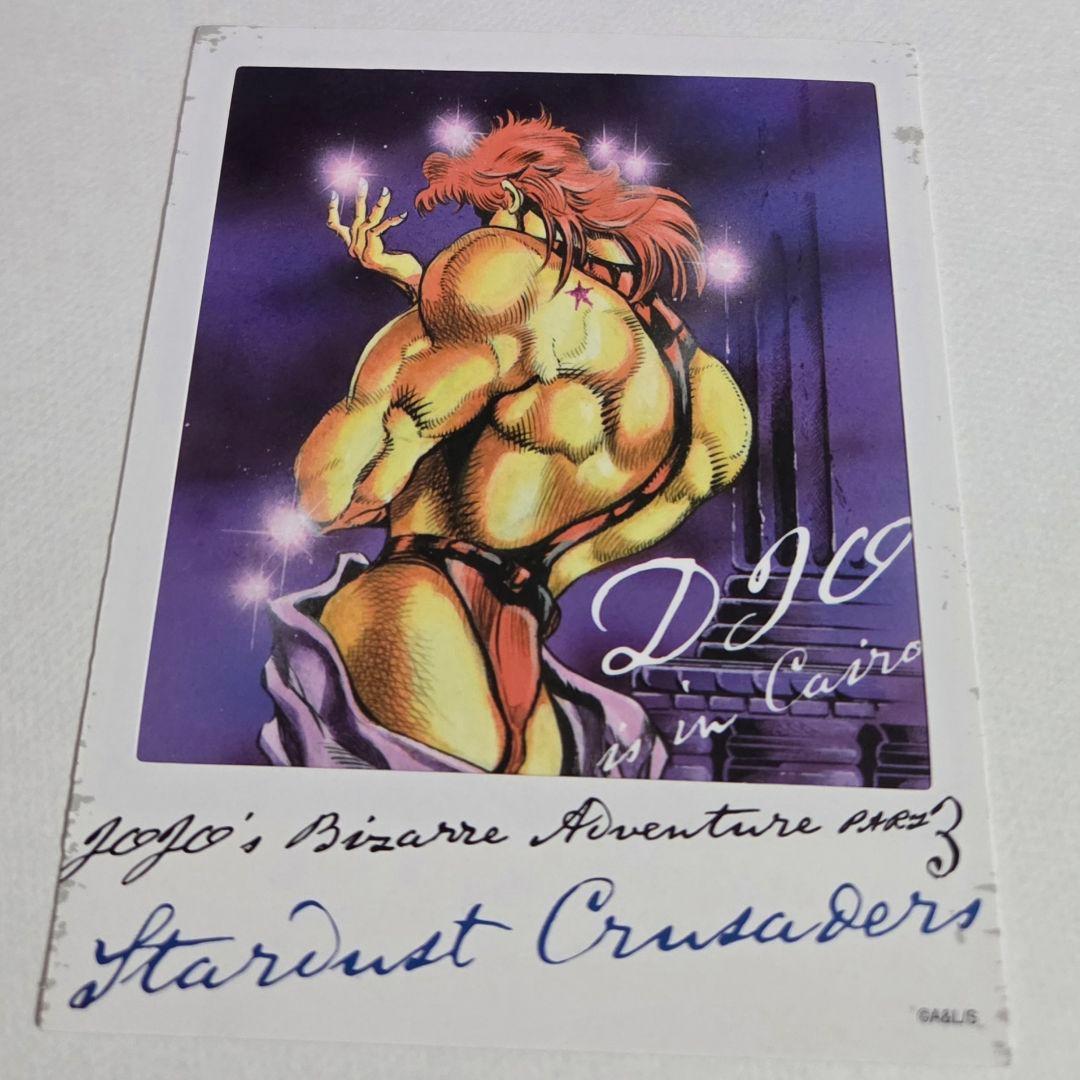 DIO
is in Cairo
JOJO's Bizarre Adventure PART3
Stardust Crusaders
©A&L/S